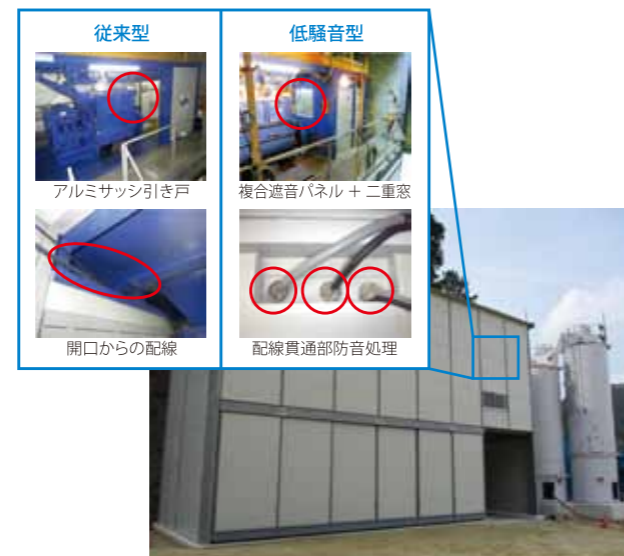 従来型
低騒音型
アルミサッシ引き戸
複合遮音パネル + 二重窓
開口からの配線
配線貫通部防音処理